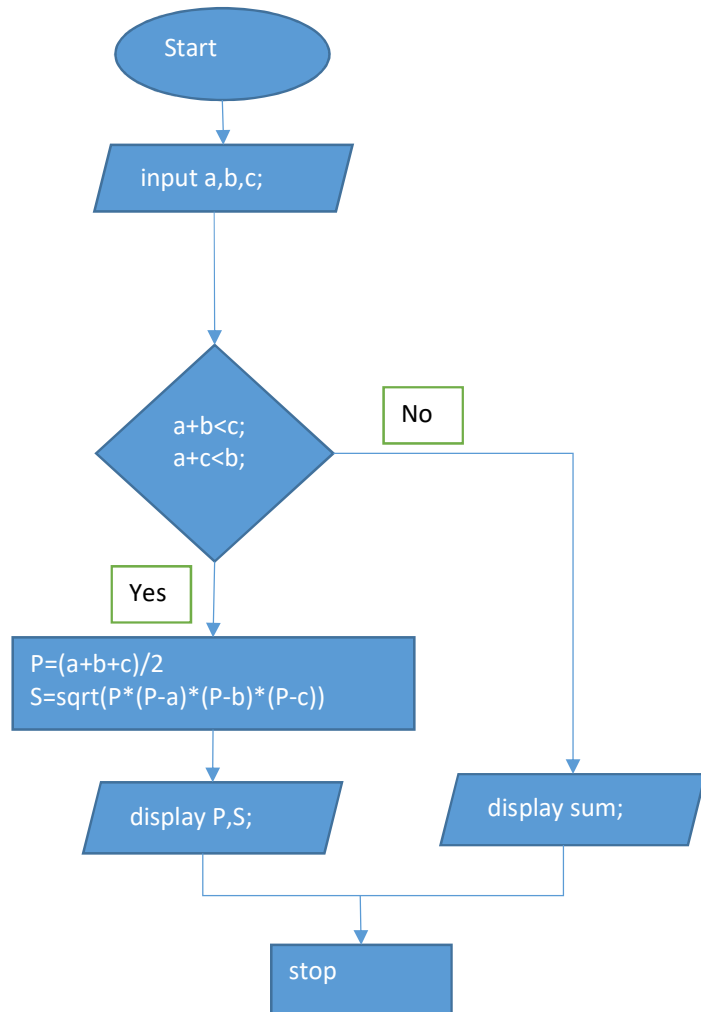 Start
input a,b,c;
a+b<c;
a+c<b;
No
Yes
P=(a+b+c)/2
S=sqrt(P*(P-a)*(P-b)*(P-c))
display P,S;
display sum;
stop